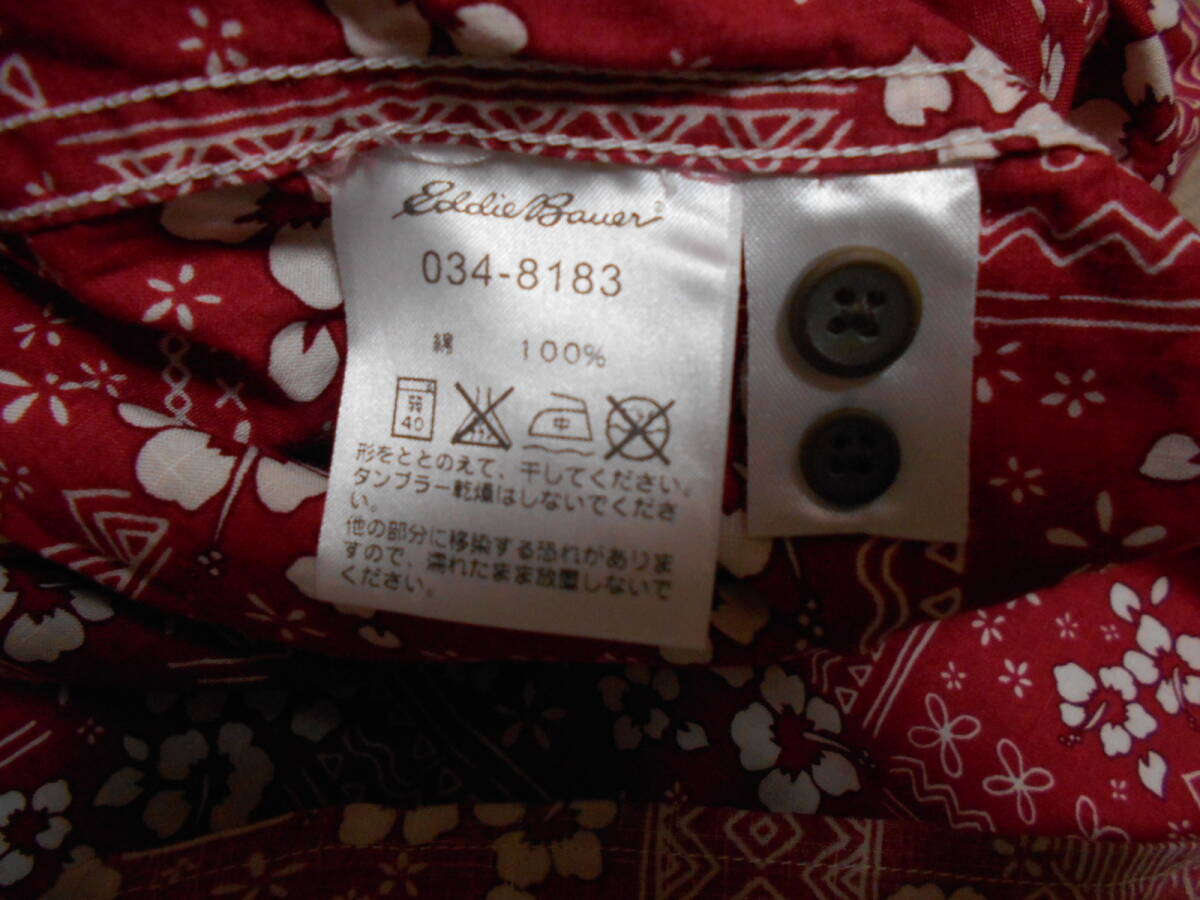 Eddie Bauer
034-8183
綿 100%
弱
40
中
形をととのえて、干してください。
タンブラー乾燥はしないでくださ
い。
他の部分に移染する恐れがありま
すので、濡れたまま放置しないで
ください。